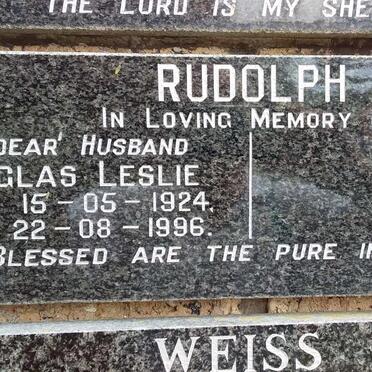 THE LORD IS MY SHE
RUDOLPH
IN LOVING MEMORY
DEAR HUSBAND
GLAS LESLIE
15-05-1924.
22-08-1996.
BLESSED ARE THE PURE I
WEISS